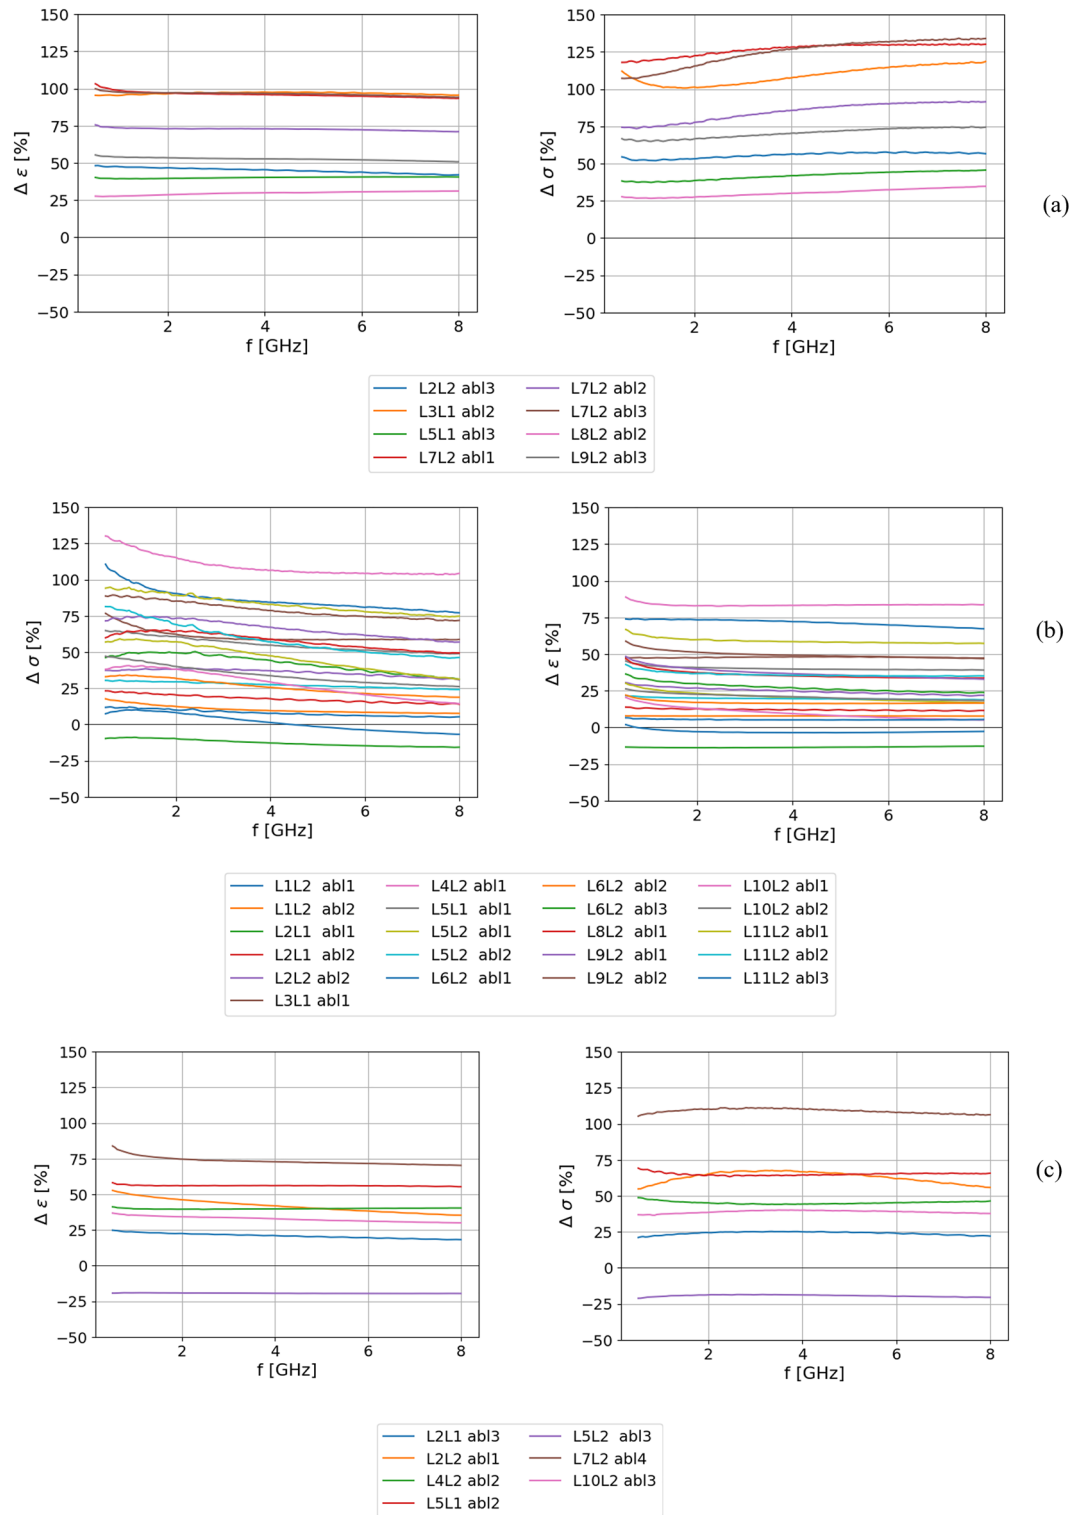 150
125
100
75
50
25
0
−25
−50
2
4
6
8
f [GHz]
Δ ε [%]
150
125
100
75
50
25
0
−25
−50
2
4
6
8
f [GHz]
Δ σ [%]
(a)
L2L2 abl3
L3L1 abl2
L5L1 abl3
L7L2 abl1
L7L2 abl2
L7L2 abl3
L8L2 abl2
L9L2 abl3
150
125
100
75
50
25
0
−25
−50
2
4
6
8
f [GHz]
Δ σ [%]
150
125
100
75
50
25
0
−25
−50
2
4
6
8
f [GHz]
Δ ε [%]
(b)
L1L2  abl1
L1L2  abl2
L2L1  abl1
L2L1  abl2
L2L2 abl2
L3L1 abl1
L4L2 abl1
L5L1  abl1
L5L2  abl1
L5L2  abl2
L6L2  abl1
L6L2  abl2
L6L2  abl3
L8L2  abl1
L9L2  abl1
L9L2  abl2
L10L2 abl1
L10L2 abl2
L11L2 abl1
L11L2 abl2
L11L2 abl3
150
125
100
75
50
25
0
−25
−50
2
4
6
8
f [GHz]
Δ ε [%]
150
125
100
75
50
25
0
−25
−50
2
4
6
8
f [GHz]
Δ σ [%]
(c)
L2L1 abl3
L2L2 abl1
L4L2 abl2
L5L1 abl2
L5L2  abl3
L7L2 abl4
L10L2 abl3